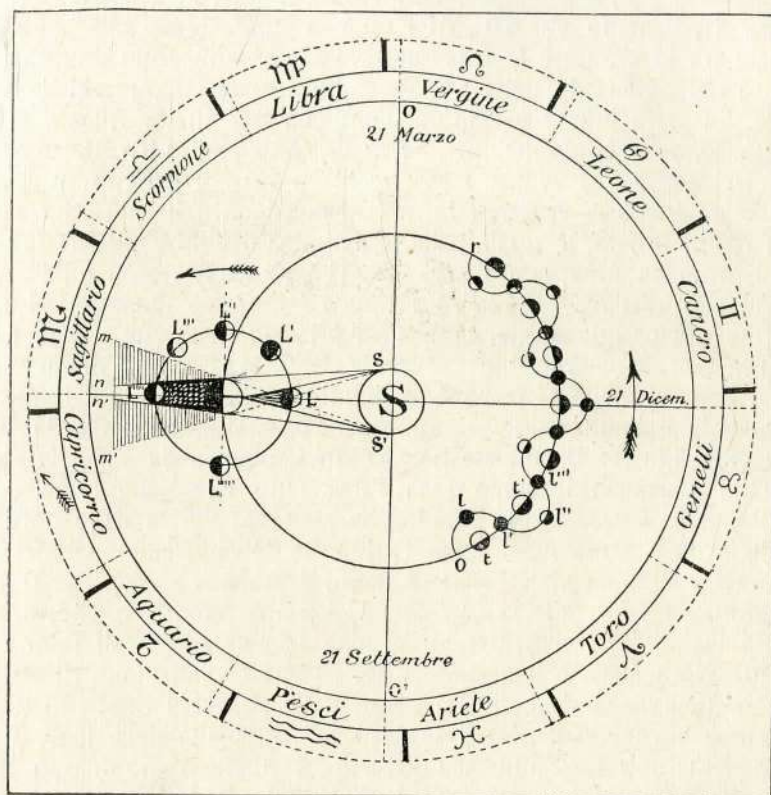 ♍
♌
Libra
Vergine
O
21 Marzo
♎
Scorpione
Leone
♋
r
L'''
L''
L'
♏
Sagittario
Cancro
♊
m
n
n'
m
L
S
S
S'
21 Dicem.
Capricorno
Gemelli
♉
L''''
t
t'
l'''
l''
l'
O
t
Aquario
Toro
♑
♈
21 Settembre
O'
Pesci
Ariete
♒
♓